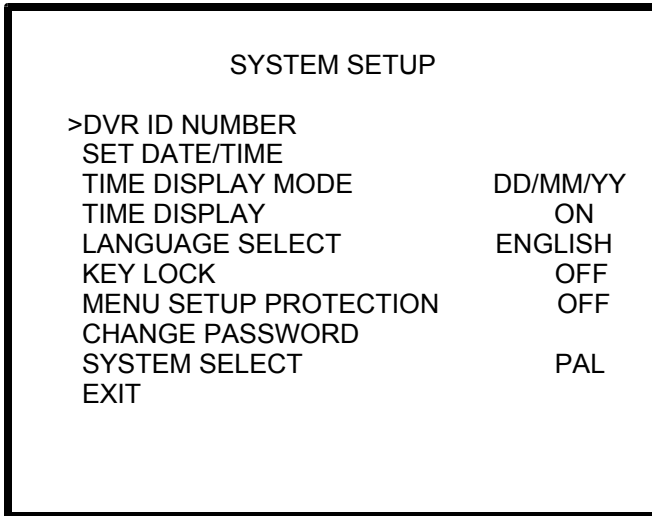 SYSTEM SETUP
>DVR ID NUMBER
SET DATE/TIME
TIME DISPLAY MODE DD/MM/YY
TIME DISPLAY ON
LANGUAGE SELECT ENGLISH
KEY LOCK OFF
MENU SETUP PROTECTION OFF
CHANGE PASSWORD
SYSTEM SELECT PAL
EXIT